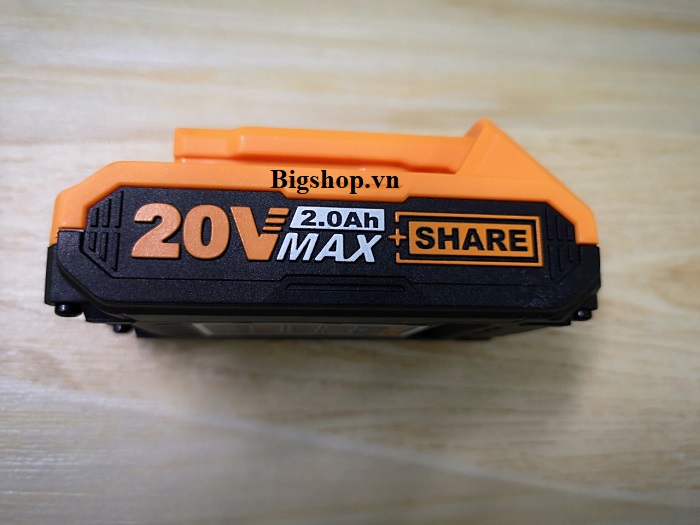 Bigshop.vn
20V 2.0Ah
MAX + SHARE